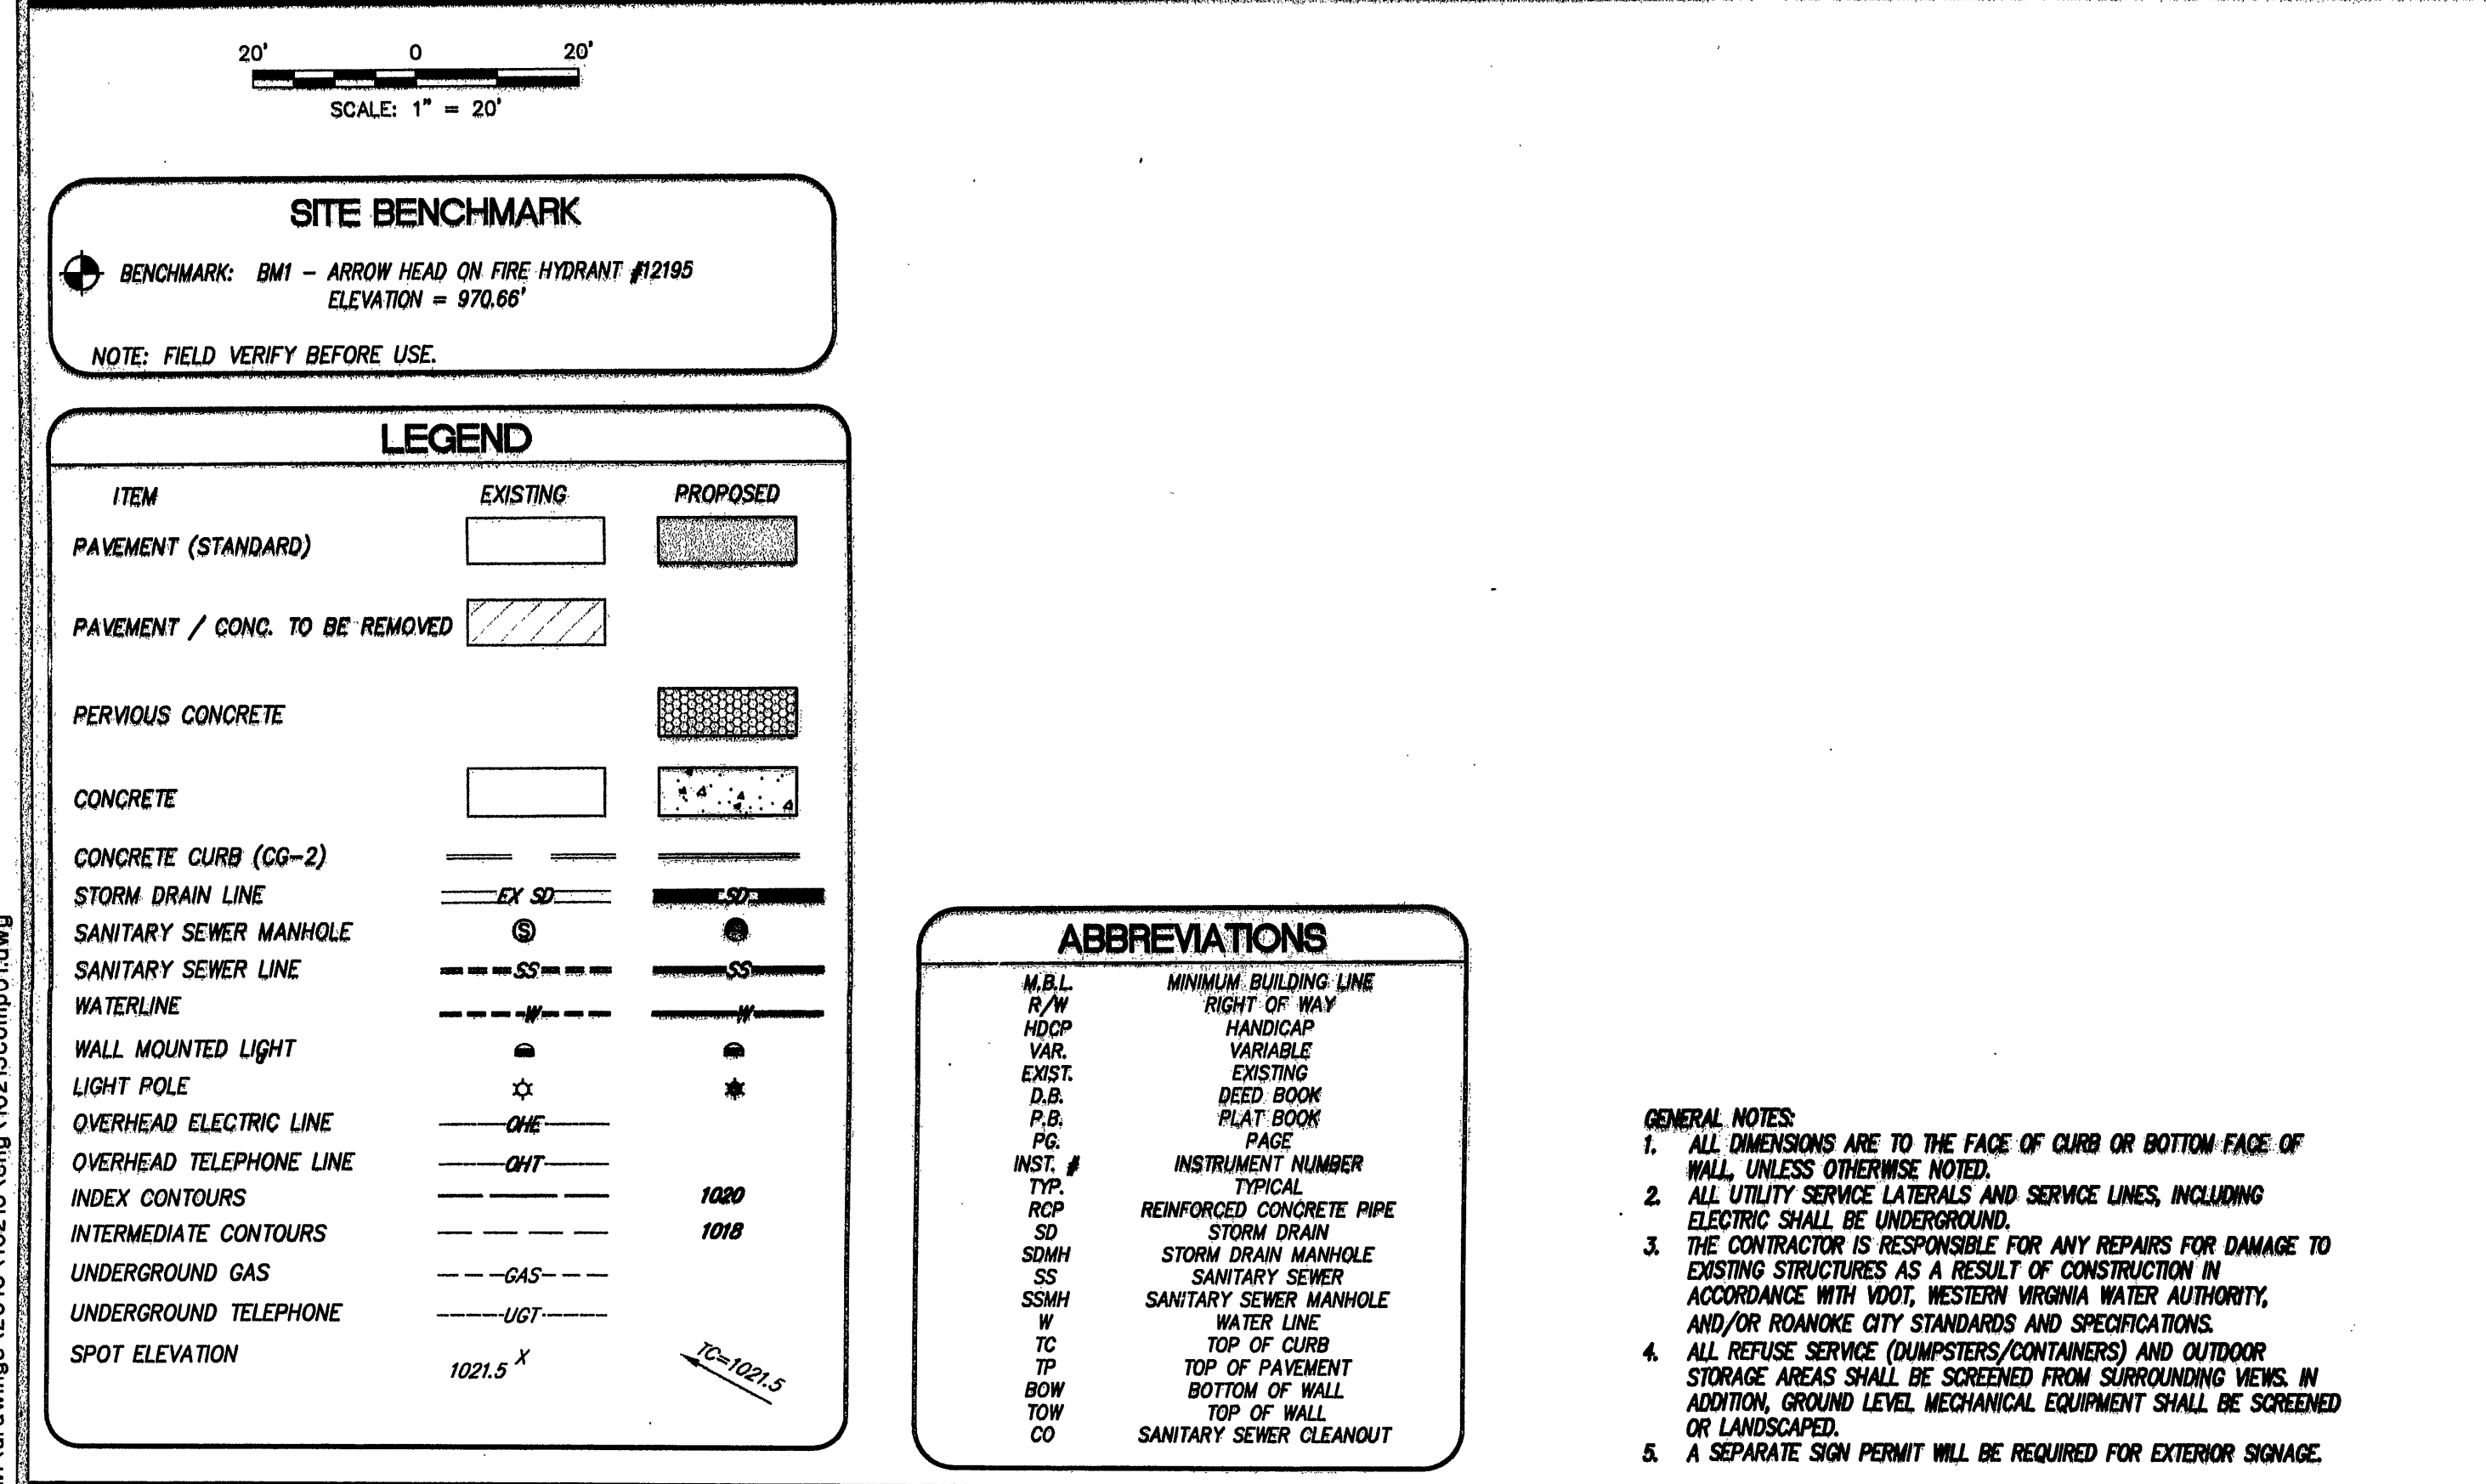 20' 0 20'
SCALE: 1" = 20'
SITE BENCHMARK
BENCHMARK: BM1 - ARROW HEAD ON FIRE HYDRANT #12195
ELEVATION = 970.66'
NOTE: FIELD VERIFY BEFORE USE.
LEGEND
ITEM EXISTING PROPOSED
PAVEMENT (STANDARD)
PAVEMENT / CONC. TO BE REMOVED
PERVIOUS CONCRETE
CONCRETE
CONCRETE CURB (CG-2)
STORM DRAIN LINE EX SD SD
SANITARY SEWER MANHOLE S
SANITARY SEWER LINE SS SS
WATERLINE W W
WALL MOUNTED LIGHT
LIGHT POLE
OVERHEAD ELECTRIC LINE OHE
OVERHEAD TELEPHONE LINE OHT
INDEX CONTOURS 1020
INTERMEDIATE CONTOURS 1018
UNDERGROUND GAS GAS
UNDERGROUND TELEPHONE UGT
SPOT ELEVATION 1021.5 X TC=1021.5
ABBREVIATIONS
M.B.L. MINIMUM BUILDING LINE
R/W RIGHT OF WAY
HDCP HANDICAP
VAR. VARIABLE
EXIST. EXISTING
D.B. DEED BOOK
P.B. PLAT BOOK
PG. PAGE
INST. # INSTRUMENT NUMBER
TYP. TYPICAL
RCP REINFORCED CONCRETE PIPE
SD STORM DRAIN
SDMH STORM DRAIN MANHOLE
SS SANITARY SEWER
SSMH SANITARY SEWER MANHOLE
W WATER LINE
TC TOP OF CURB
TP TOP OF PAVEMENT
BOW BOTTOM OF WALL
TOW TOP OF WALL
CO SANITARY SEWER CLEANOUT
GENERAL NOTES:
1. ALL DIMENSIONS ARE TO THE FACE OF CURB OR BOTTOM FACE OF
WALL, UNLESS OTHERWISE NOTED.
2. ALL UTILITY SERVICE LATERALS AND SERVICE LINES, INCLUDING
ELECTRIC SHALL BE UNDERGROUND.
3. THE CONTRACTOR IS RESPONSIBLE FOR ANY REPAIRS FOR DAMAGE TO
EXISTING STRUCTURES AS A RESULT OF CONSTRUCTION IN
ACCORDANCE WITH VDOT, WESTERN VIRGINIA WATER AUTHORITY,
AND/OR ROANOKE CITY STANDARDS AND SPECIFICATIONS.
4. ALL REFUSE SERVICE (DUMPSTERS/CONTAINERS) AND OUTDOOR
STORAGE AREAS SHALL BE SCREENED FROM SURROUNDING VIEWS. IN
ADDITION, GROUND LEVEL MECHANICAL EQUIPMENT SHALL BE SCREENED
OR LANDSCAPED.
5. A SEPARATE SIGN PERMIT WILL BE REQUIRED FOR EXTERIOR SIGNAGE.